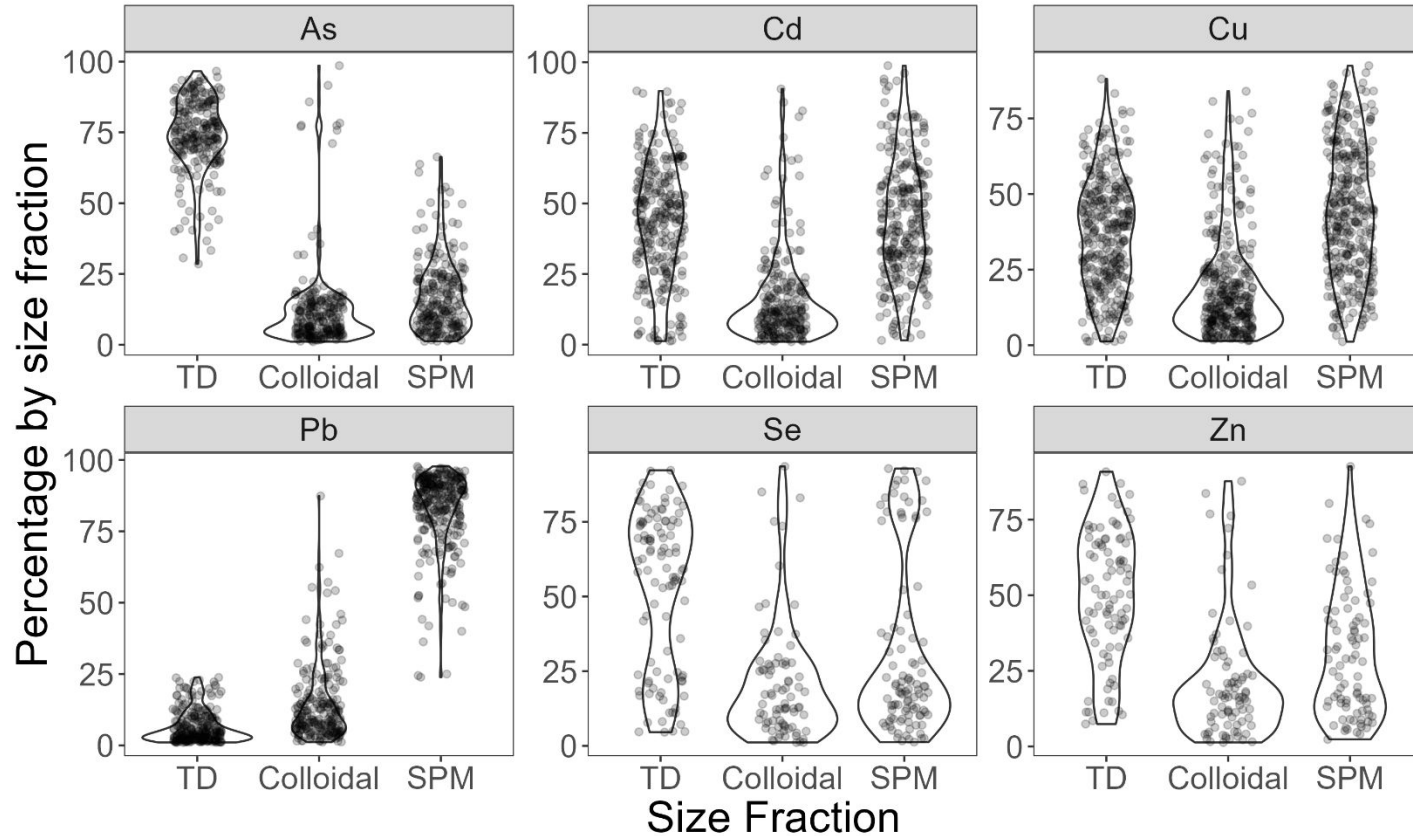 As Cd Cu
100 100
75 75 75
50 50 50
25 25 25
0 0 0
TD Colloidal SPM TD Colloidal SPM TD Colloidal SPM
Percentage by size fraction
Pb Se Zn
100
75 75 75
50 50 50
25 25 25
0 0 0
TD Colloidal SPM TD Colloidal SPM TD Colloidal SPM
Size Fraction